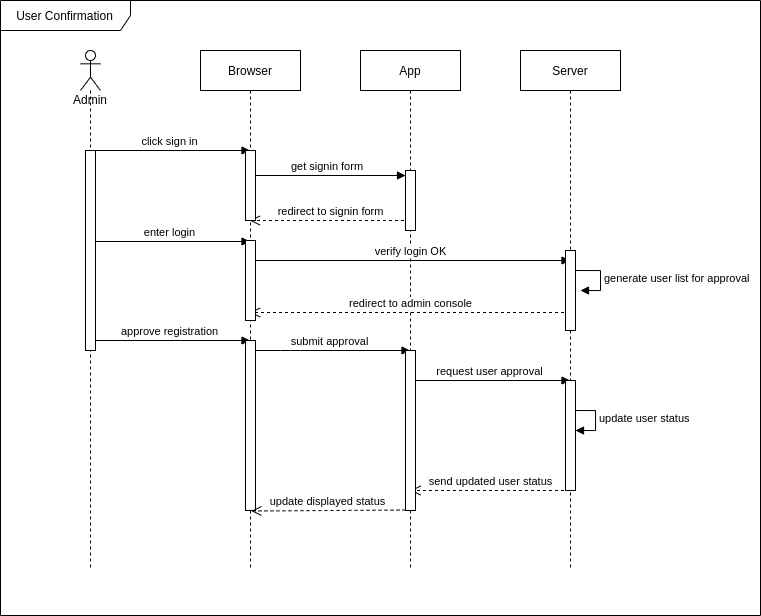 User Confirmation
Admin
Browser
App
Server
click sign in
get signin form
redirect to signin form
enter login
verify login OK
generate user list for approval
redirect to admin console
approve registration
submit approval
request user approval
update user status
send updated user status
update displayed status